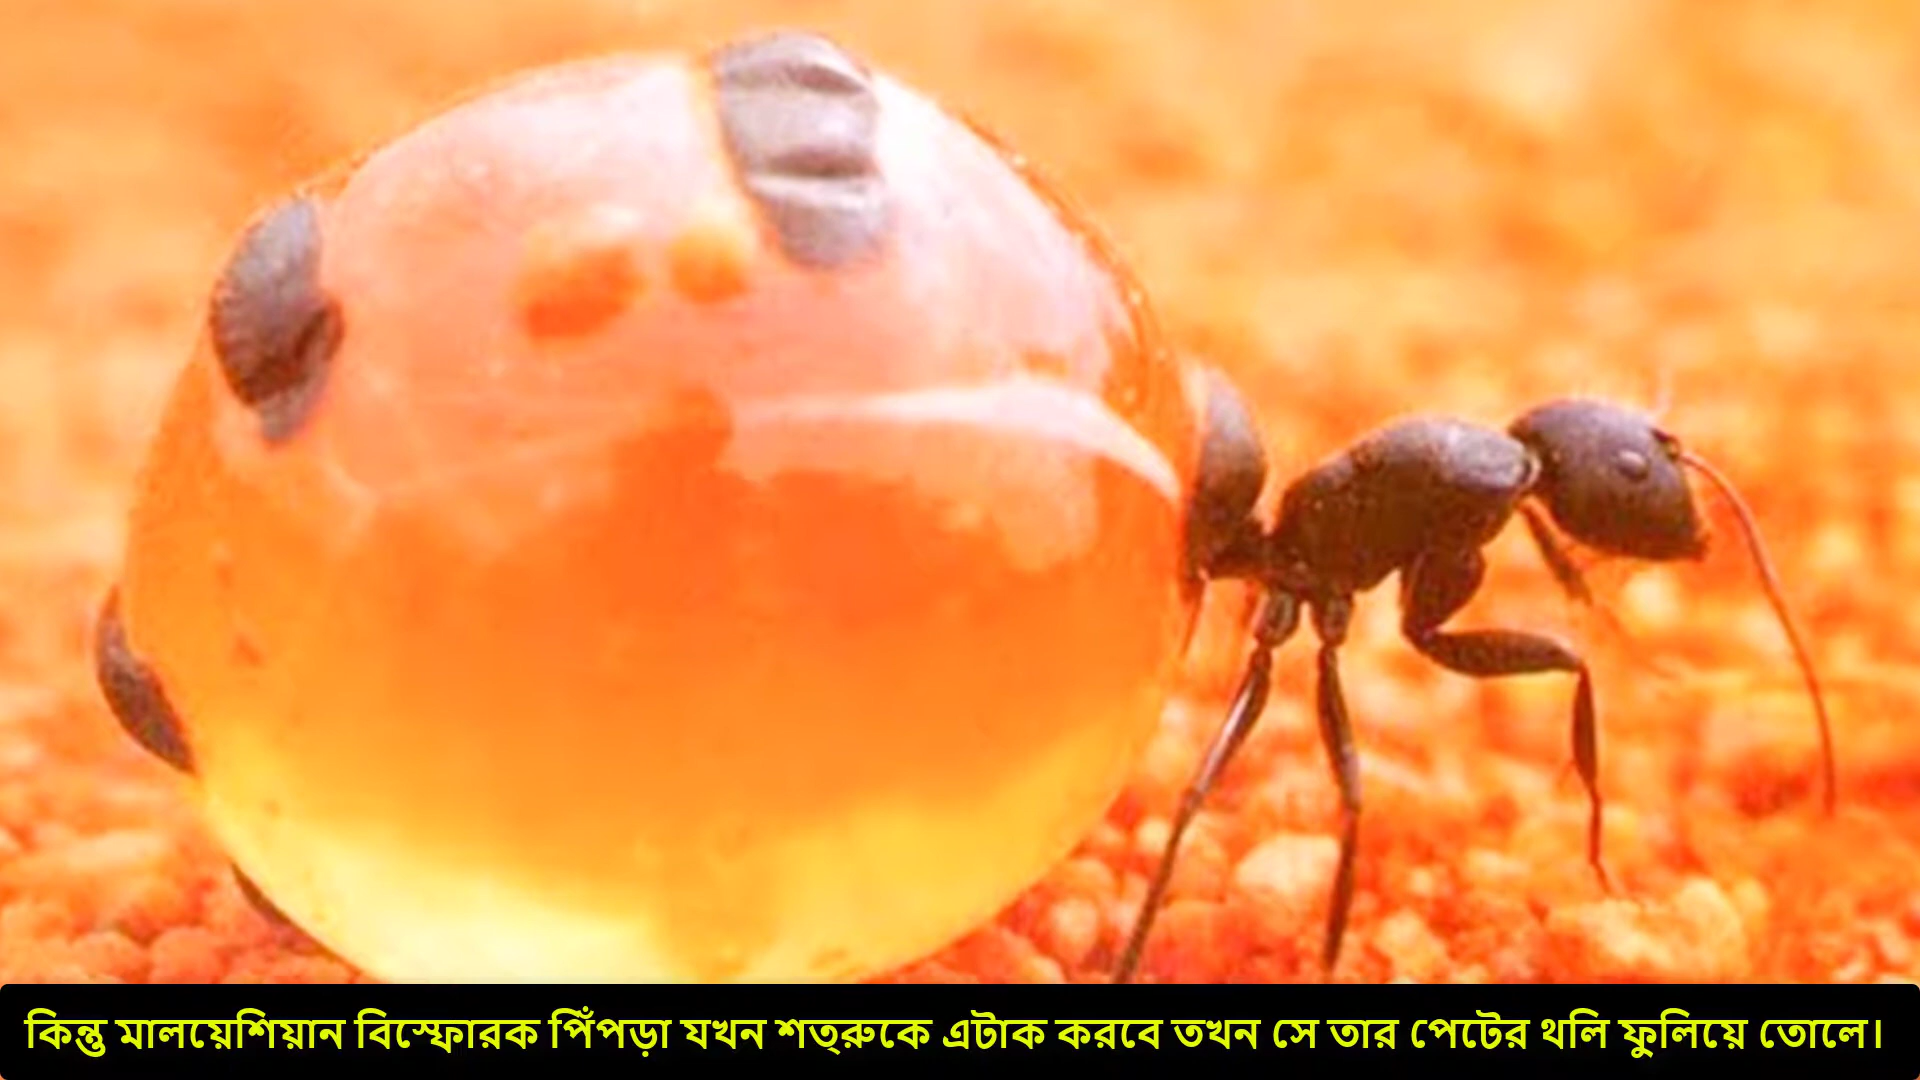 কিন্তু মালয়েশিয়ান বিস্ফোরক পিঁপড়া যখন শত্রুকে এটাক করবে তখন সে তার পেটের থলি ফুলিয়ে তোলে।